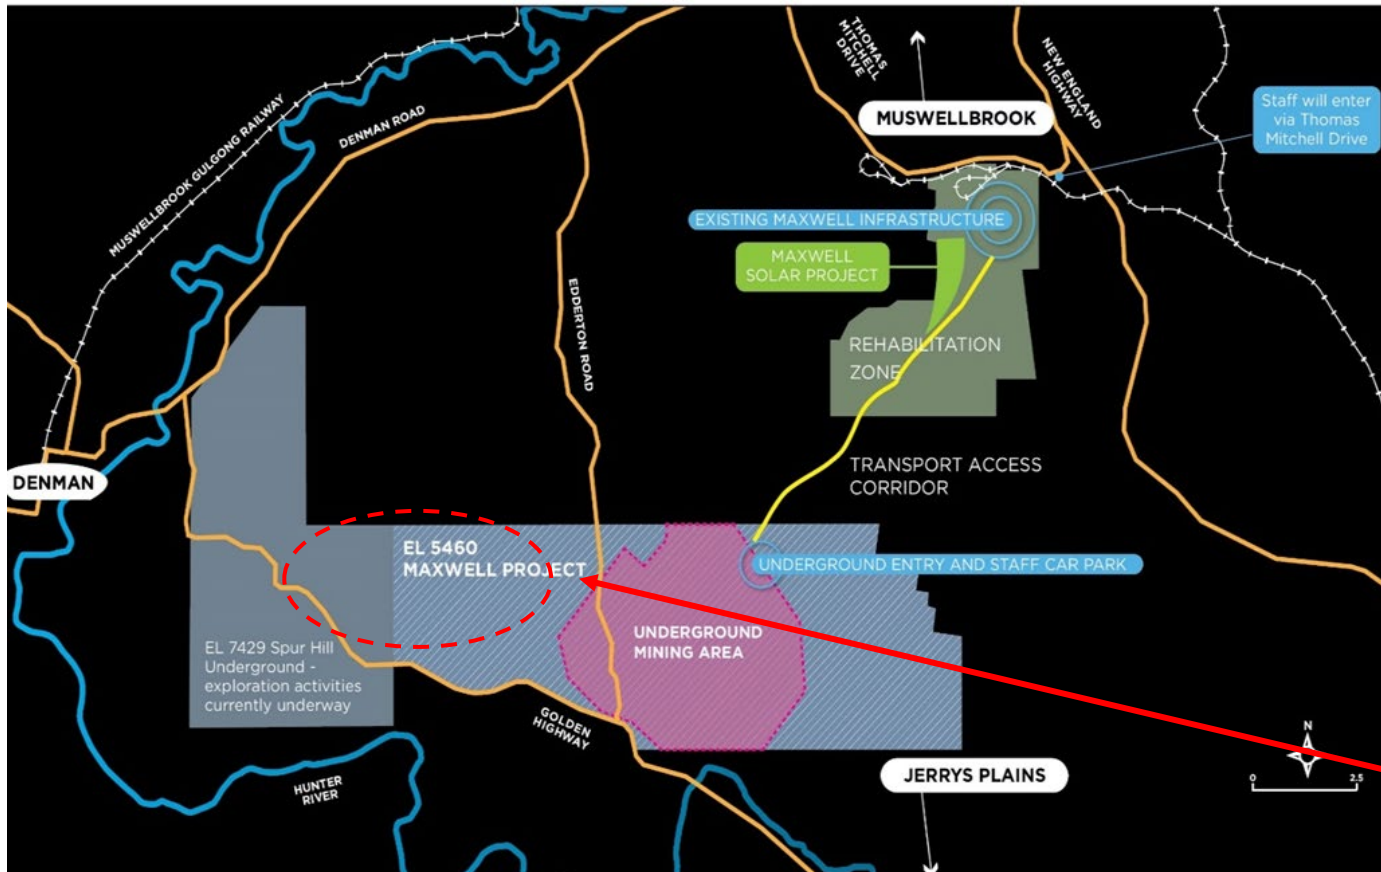 THOMAS
MITCHELL
DRIVE
NEW ENGLAND
HIGHWAY
MUSWELLBROOK
Staff will enter
via Thomas
Mitchell Drive
MUSWELLBROOK GULGONG RAILWAY
DENMAN ROAD
EXISTING MAXWELL INFRASTRUCTURE
MAXWELL
SOLAR PROJECT
EDDERTON ROAD
REHABILITATION
ZONE
TRANSPORT ACCESS
CORRIDOR
DENMAN
EL 5460
MAXWELL PROJECT
UNDERGROUND ENTRY AND STAFF CAR PARK
UNDERGROUND
MINING AREA
EL 7429 Spur Hill
Underground -
exploration activities
currently underway
GOLDEN
HIGHWAY
HUNTER
RIVER
JERRYS PLAINS
N
0 2.5